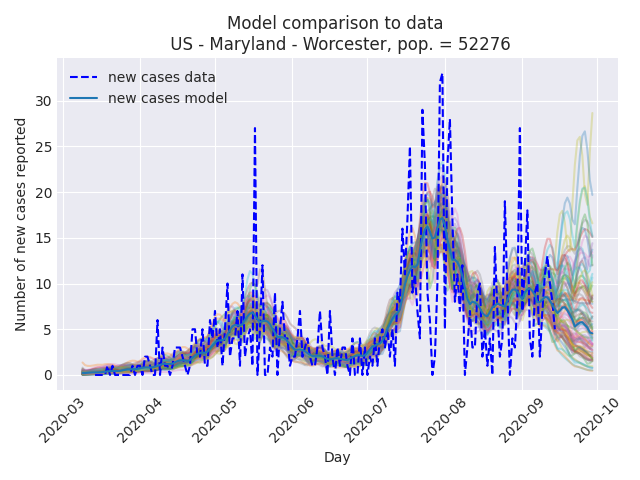 Model comparison to data
US - Maryland - Worcester, pop. = 52276
new cases data
new cases model
Number of new cases reported
30
25
20
15
10
5
0
2020-03
2020-04
2020-05
2020-06
2020-07
2020-08
2020-09
2020-10
Day